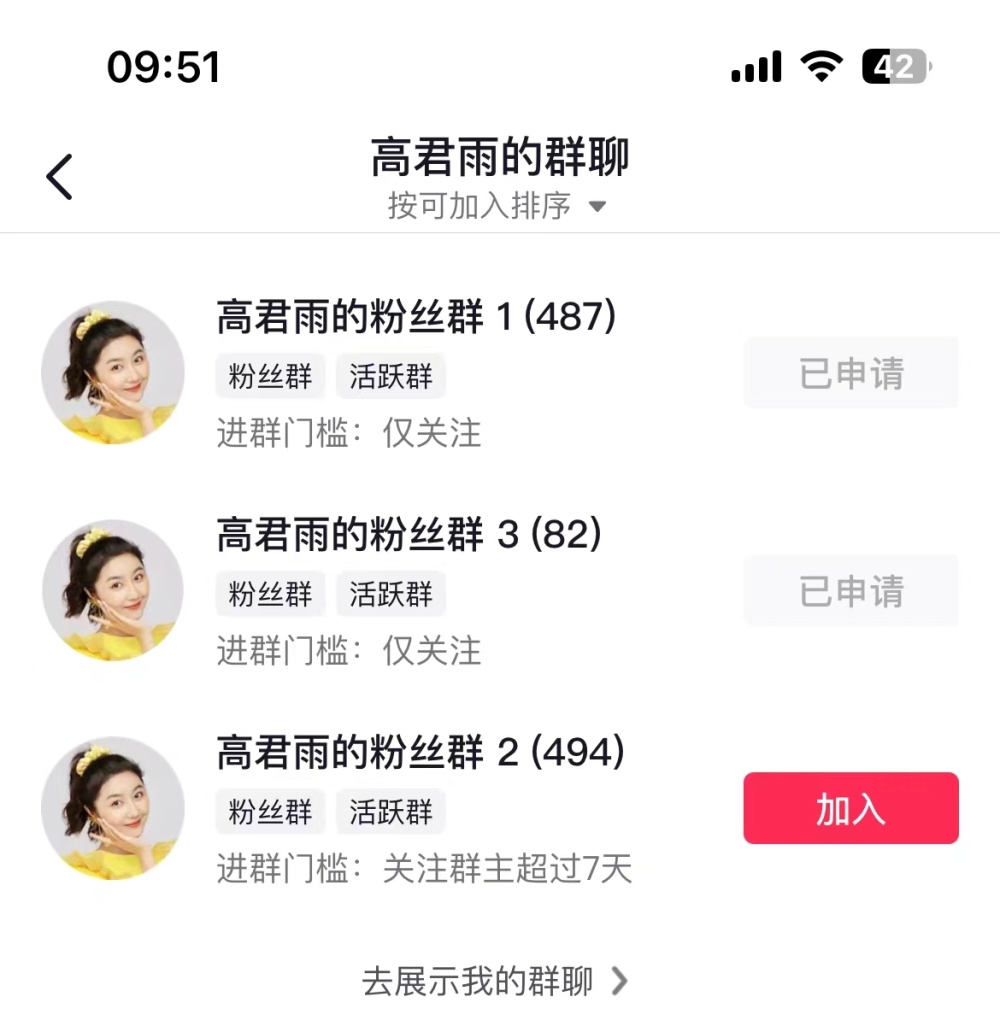 09:51
42
高君雨的群聊
按可加入排序
高君雨的粉丝群 1 (487)
粉丝群 活跃群
已申请
进群门槛：仅关注
高君雨的粉丝群 3 (82)
粉丝群 活跃群
已申请
进群门槛：仅关注
高君雨的粉丝群 2 (494)
粉丝群 活跃群
加入
进群门槛：关注群主超过7天
去展示我的群聊